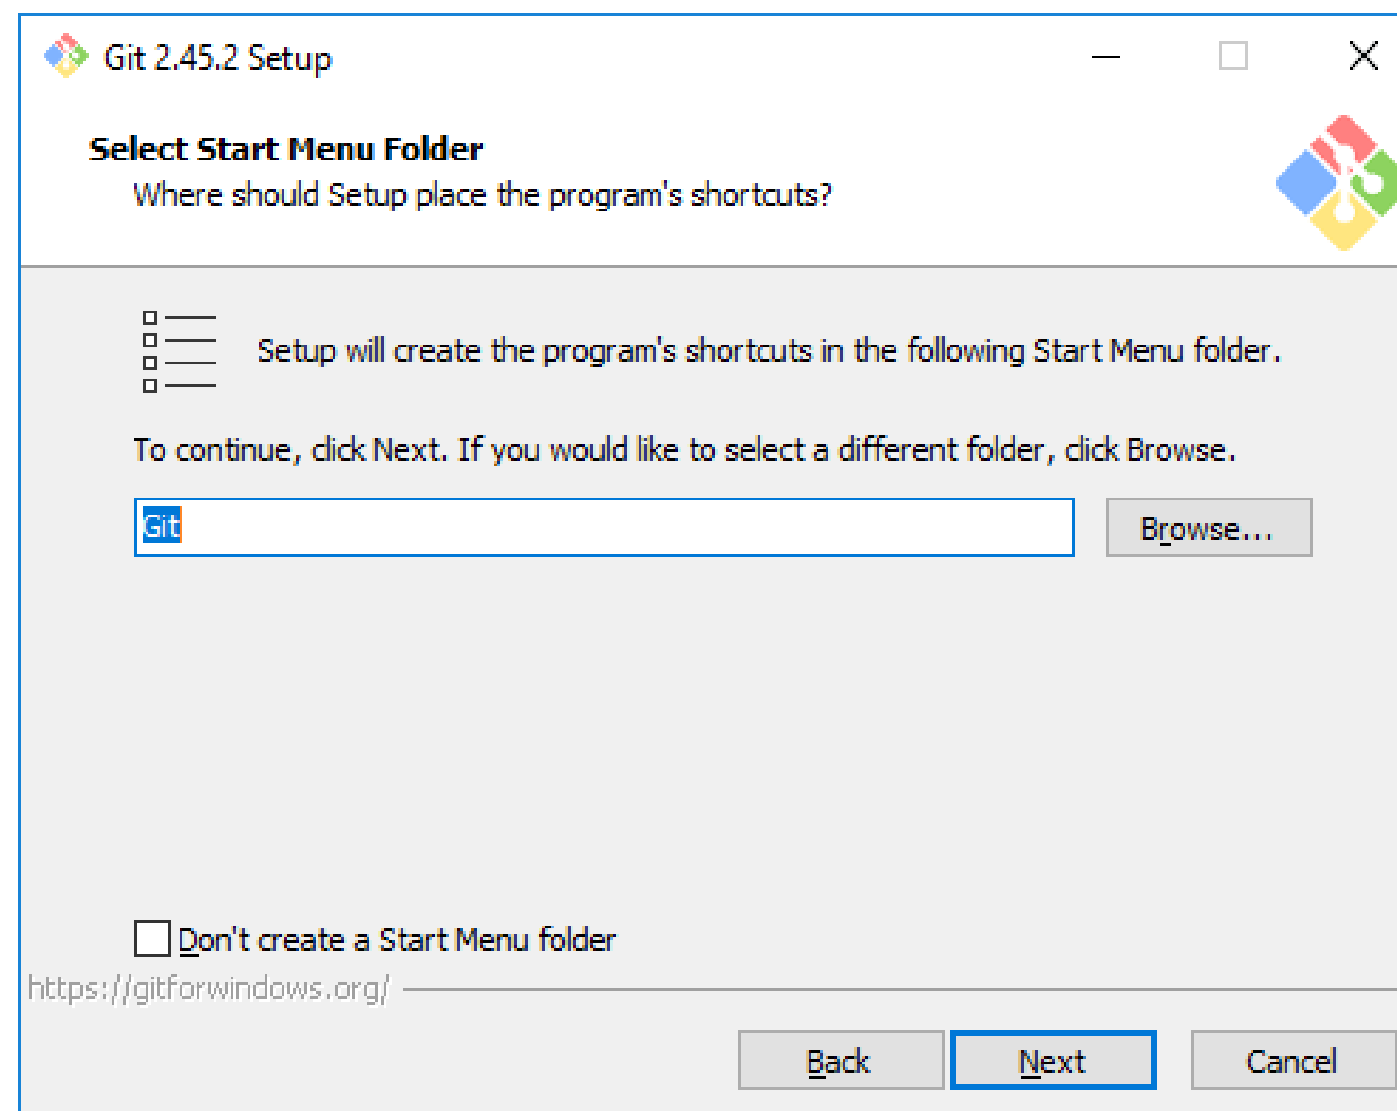 Git 2.45.2 Setup
Select Start Menu Folder
Where should Setup place the program's shortcuts?
Setup will create the program's shortcuts in the following Start Menu folder.
To continue, click Next. If you would like to select a different folder, click Browse.
Git
Browse...
Don't create a Start Menu folder
https://gitforwindows.org/
Back
Next
Cancel